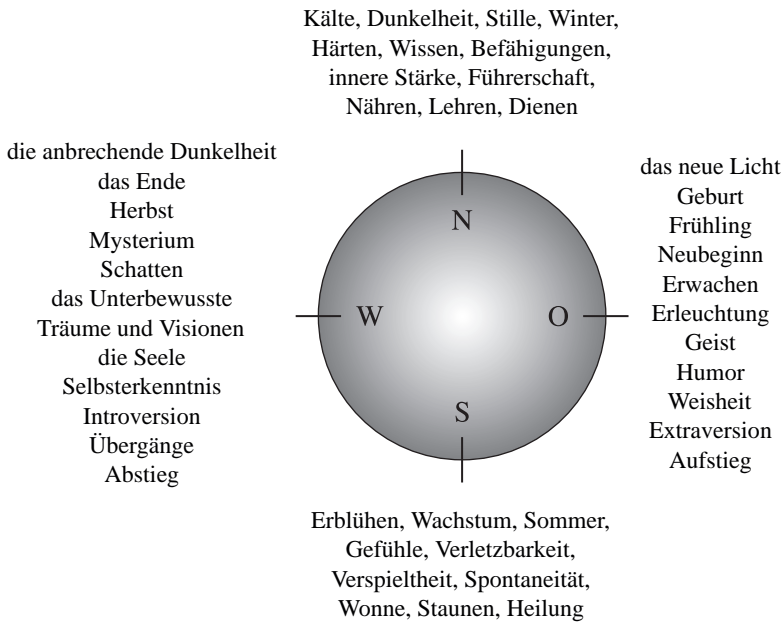 Kälte, Dunkelheit, Stille, Winter,
Härten, Wissen, Befähigungen,
innere Stärke, Führerschaft,
Nähren, Lehren, Dienen
die anbrechende Dunkelheit
das Ende
Herbst
Mysterium
Schatten
das Unterbewusste
Träume und Visionen
die Seele
Selbsterkenntnis
Introversion
Übergänge
Abstieg
N
W
O
S
das neue Licht
Geburt
Frühling
Neubeginn
Erwachen
Erleuchtung
Geist
Humor
Weisheit
Extraversion
Aufstieg
Erblühen, Wachstum, Sommer,
Gefühle, Verletzbarkeit,
Verspieltheit, Spontaneität,
Wonne, Staunen, Heilung